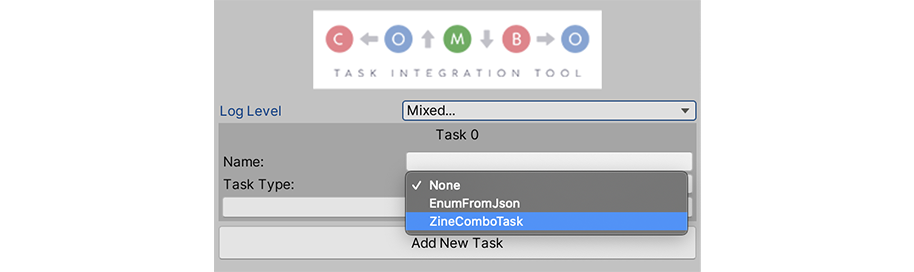 C O M B O
TASK INTEGRATION TOOL
Log Level Mixed...
Task 0
Name:
Task Type:
✓ None
EnumFromJson
ZineComboTask
Add New Task